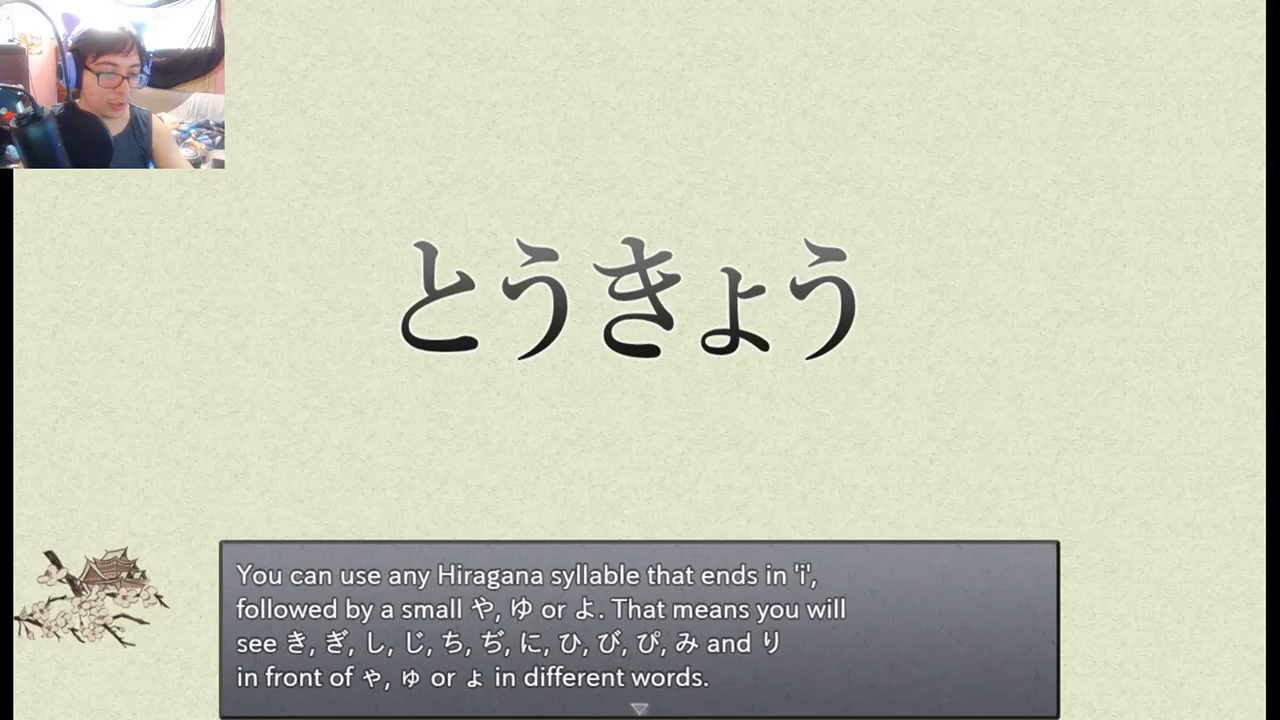 とうきょう
You can use any Hiragana syllable that ends in 'i',
followed by a small や, ゆ or よ. That means you will
see き, ぎ, し, じ, ち, ぢ, に, ひ, び, ぴ, み and り
in front of ゃ, ゅ or ょ in different words.